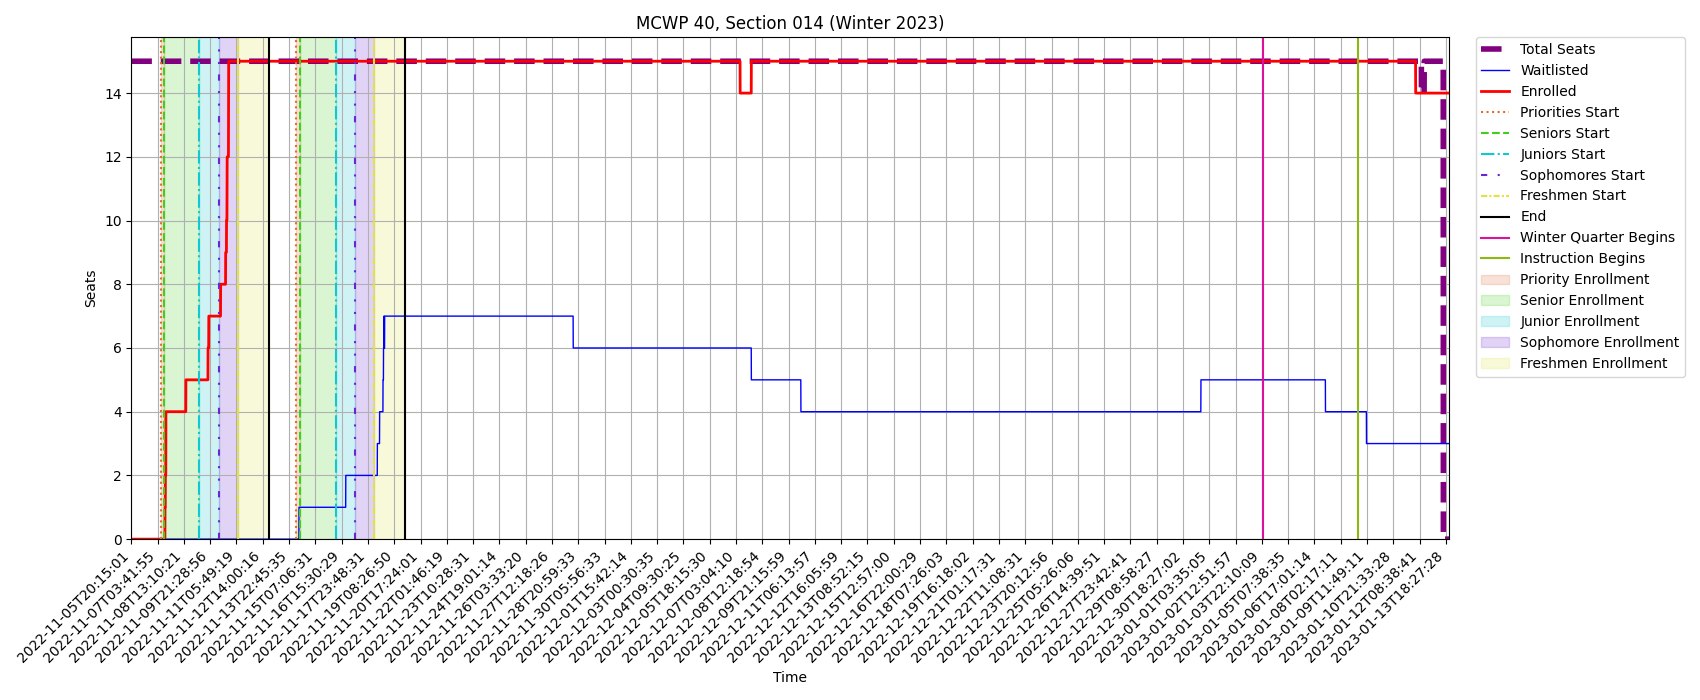 MCWP 40, Section 014 (Winter 2023)
Seats
14
12
10
8
6
4
2
0
2022-11-05T20:15:01
2022-11-07T03:41:55
2022-11-08T13:10:21
2022-11-09T21:28:56
2022-11-11T05:49:19
2022-11-12T14:00:16
2022-11-13T22:45:35
2022-11-15T07:06:31
2022-11-16T15:30:29
2022-11-17T23:48:31
2022-11-19T08:26:50
2022-11-20T17:24:01
2022-11-22T01:46:19
2022-11-23T10:28:31
2022-11-24T19:01:14
2022-11-26T03:33:20
2022-11-27T12:18:26
2022-11-28T20:59:33
2022-11-30T05:56:33
2022-12-01T15:42:14
2022-12-03T00:30:35
2022-12-04T09:30:25
2022-12-05T18:15:30
2022-12-07T03:04:10
2022-12-08T12:18:54
2022-12-09T21:15:59
2022-12-11T06:13:57
2022-12-12T16:05:59
2022-12-13T08:52:15
2022-12-15T12:57:00
2022-12-16T22:00:29
2022-12-18T07:26:03
2022-12-19T16:18:02
2022-12-21T01:17:31
2022-12-22T11:08:31
2022-12-23T20:12:56
2022-12-25T05:26:06
2022-12-26T14:39:51
2022-12-27T23:42:41
2022-12-29T08:58:27
2022-12-30T18:27:02
2023-01-01T03:35:05
2023-01-02T12:51:57
2023-01-03T22:10:09
2023-01-05T07:38:35
2023-01-06T17:01:14
2023-01-08T02:17:11
2023-01-09T11:49:11
2023-01-10T21:33:28
2023-01-12T08:38:41
2023-01-13T18:27:28
Time
Total Seats
Waitlisted
Enrolled
Priorities Start
Seniors Start
Juniors Start
Sophomores Start
Freshmen Start
End
Winter Quarter Begins
Instruction Begins
Priority Enrollment
Senior Enrollment
Junior Enrollment
Sophomore Enrollment
Freshmen Enrollment